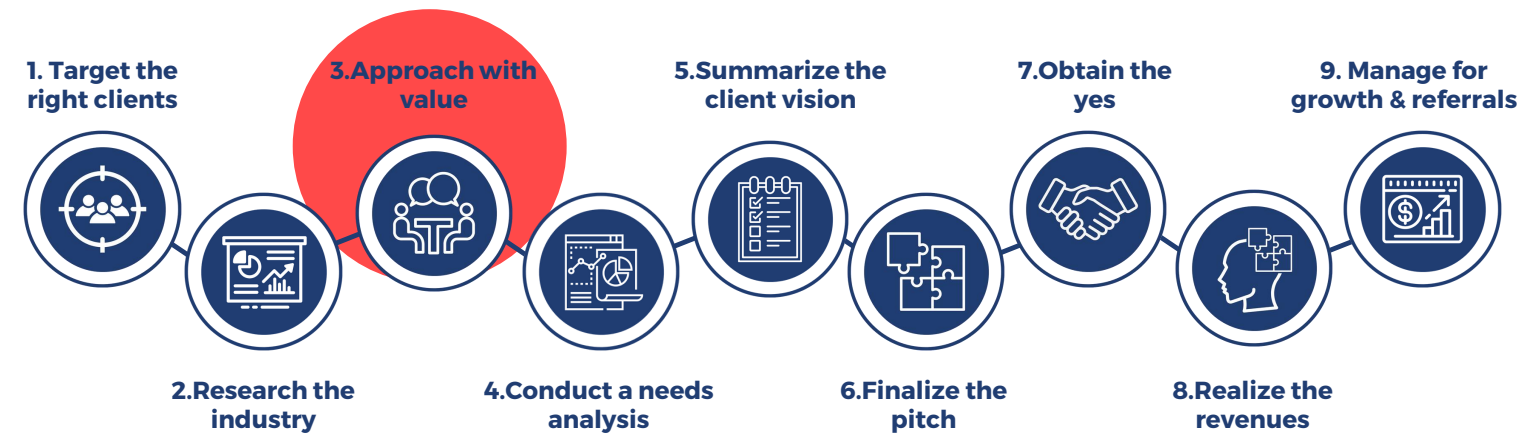 1. Target the
right clients
2.Research the
industry
3.Approach with
value
4.Conduct a needs
analysis
5.Summarize the
client vision
6.Finalize the
pitch
7.Obtain the
yes
8.Realize the
revenues
9. Manage for
growth & referrals